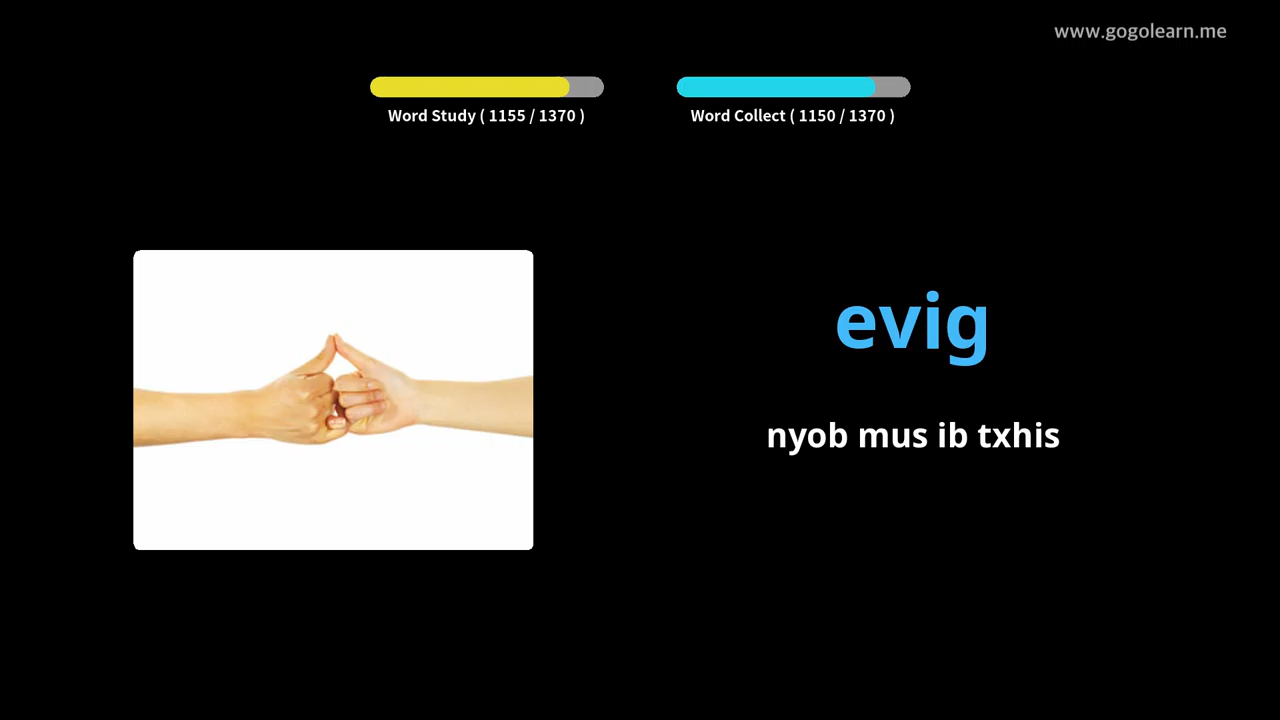 www.gogolearn.me
Word Study ( 1155 / 1370 )
Word Collect ( 1150 / 1370 )
evig
nyob mus ib txhis